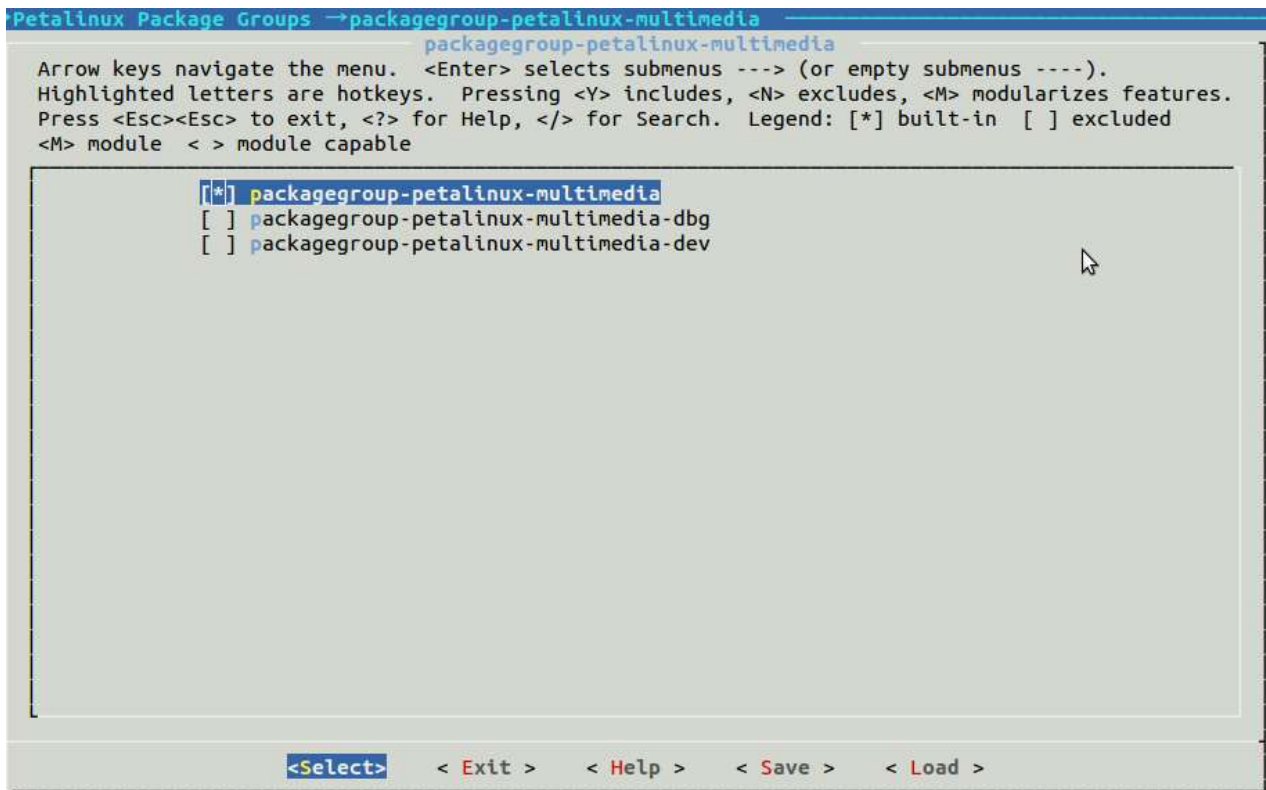 Petalinux Package Groups →packagegroup-petalinux-multimedia
packagegroup-petalinux-multimedia
Arrow keys navigate the menu.  <Enter> selects submenus ---> (or empty submenus ----).
Highlighted letters are hotkeys.  Pressing <Y> includes, <N> excludes, <M> modularizes features.
Press <Esc><Esc> to exit, <?> for Help, </> for Search.  Legend: [*] built-in  [ ] excluded
<M> module  < > module capable
[*] packagegroup-petalinux-multimedia
[ ] packagegroup-petalinux-multimedia-dbg
[ ] packagegroup-petalinux-multimedia-dev
<Select>    < Exit >    < Help >    < Save >    < Load >